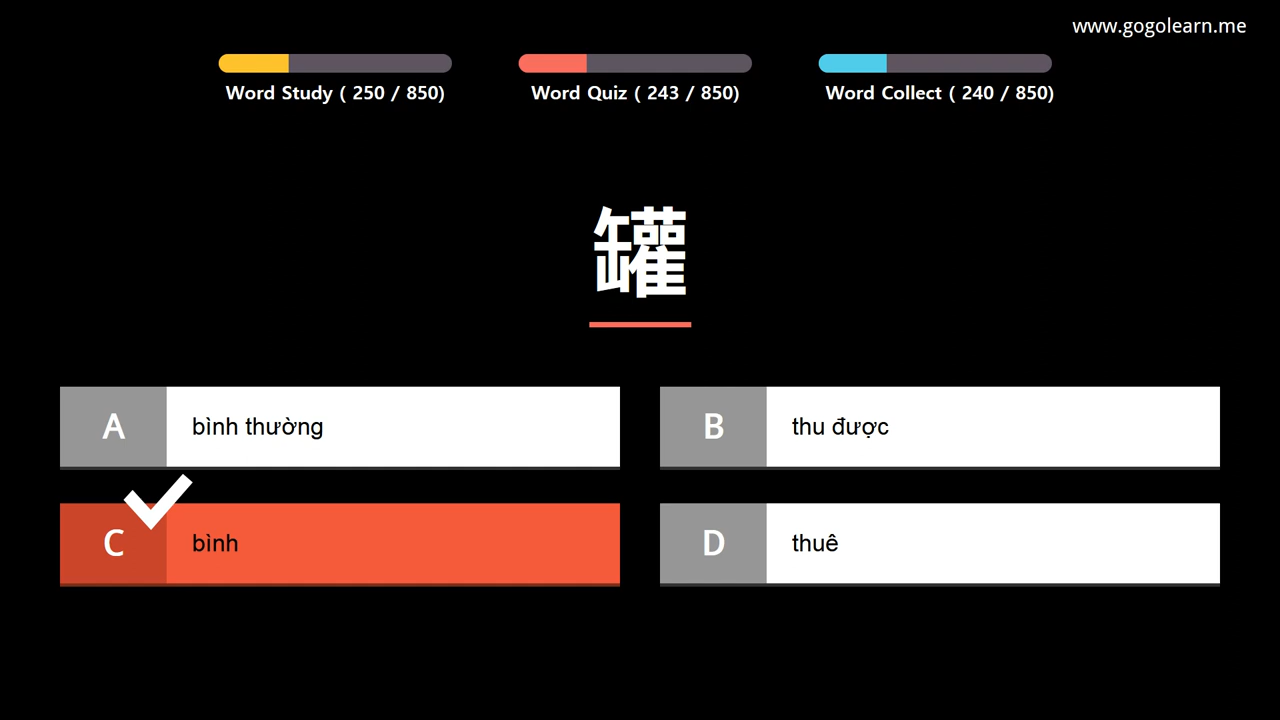 www.gogolearn.me
Word Study ( 250 / 850)
Word Quiz ( 243 / 850)
Word Collect ( 240 / 850)
罐
A bình thường
B thu được
C bình
D thuê